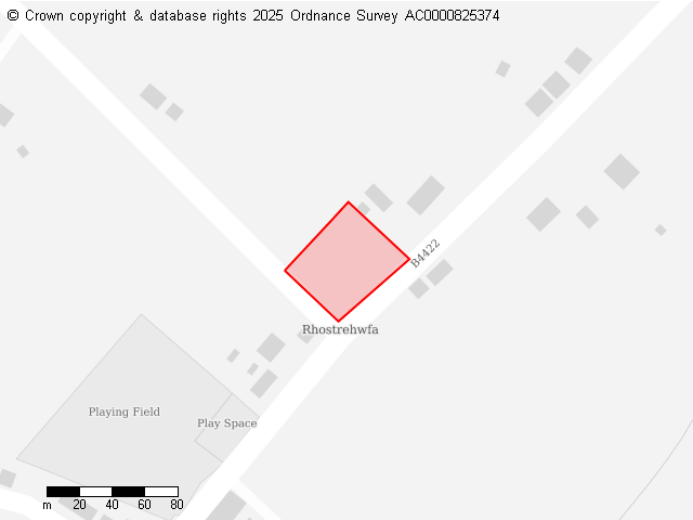 © Crown copyright & database rights 2025 Ordnance Survey AC0000825374
B4422
Rhostrehwfa
Playing Field
Play Space
m 20 40 60 80